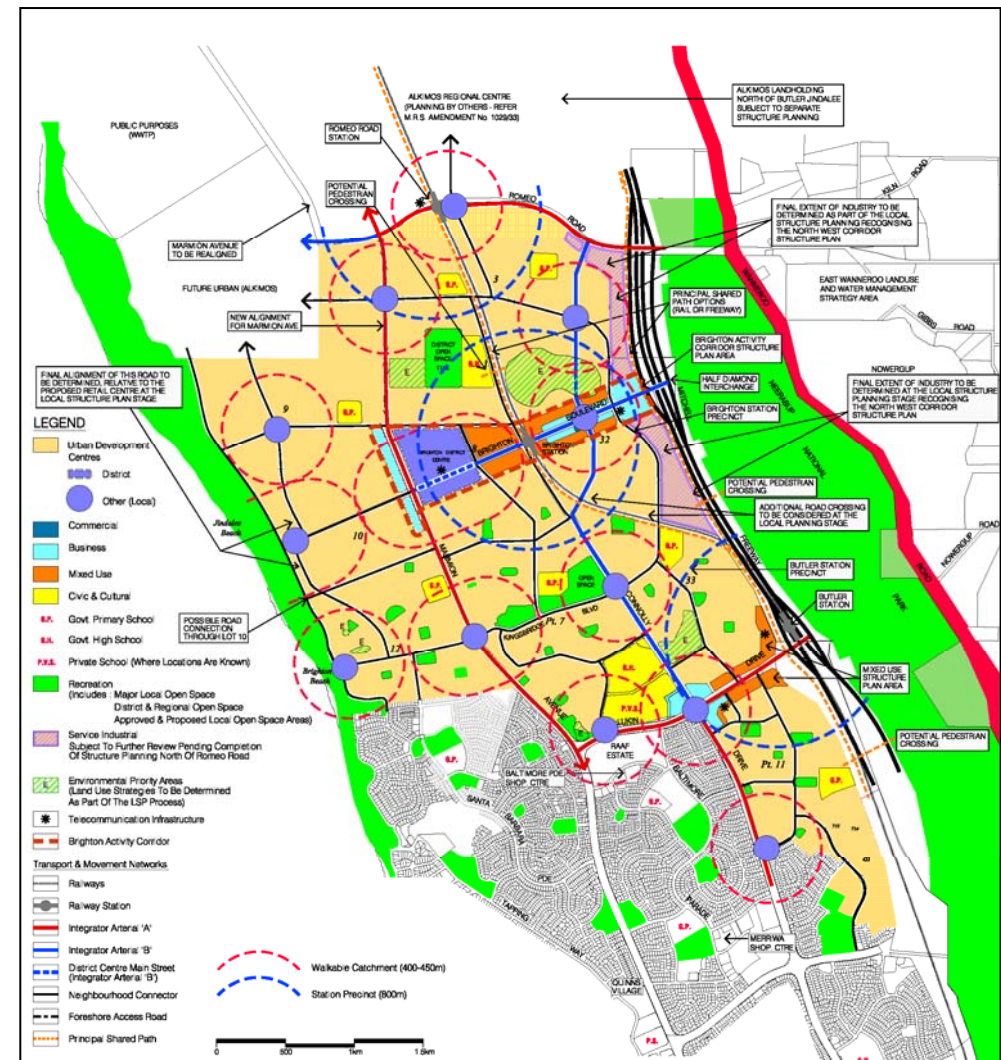 ALKIMOS REGIONAL CENTRE
(PLANNING BY OTHERS - REFER
M.R.S. AMENDMENT No. 1029/33)
ALKIMOS LANDHOLDING
NORTH OF BUTLER JINDALEE
SUBJECT TO SEPARATE
STRUCTURE PLANNING
PUBLIC PURPOSES
(WWTP)
ROMEO ROAD
STATION
POTENTIAL
PEDESTRIAN
CROSSING
KILN ROAD
ROMEO
ROAD
FINAL EXTENT OF INDUSTRY TO BE
DETERMINED AS PART OF THE LOCAL
STRUCTURE PLANNING RECOGNISING
THE NORTH WEST CORRIDOR
STRUCTURE PLAN
WANNEROO
MARMION AVENUE
TO BE REALIGNED
EAST WANNEROO LANDUSE
AND WATER MANAGEMENT
STRATEGY AREA
FUTURE URBAN (ALKIMOS)
3
PRINCIPAL SHARED
PATH OPTIONS
(RAIL OR FREEWAY)
GIBBS ROAD
NEW ALIGNMENT
FOR MARMION AVE
DISTRICT
OPEN
SPACE
E
E
BRIGHTON ACTIVITY
CORRIDOR STRUCTURE
PLAN AREA
NOWERGUP
FINAL ALIGNMENT OF THIS ROAD TO
BE DETERMINED, RELATIVE TO THE
PROPOSED RETAIL CENTRE AT THE
LOCAL STRUCTURE PLAN STAGE
HALF DIAMOND
INTERCHANGE
FINAL EXTENT OF INDUSTRY TO BE
DETERMINED AT THE LOCAL STRUCTURE
PLANNING STAGE RECOGNISING
THE NORTH WEST CORRIDOR
STRUCTURE PLAN
MITCHELL
NEERABUP
9
BOULEVARD
BRIGHTON STATION
PRECINCT
32
BRIGHTON
BRIGHTON
STATION
BRIGHTON DISTRICT
CENTRE
NATIONAL
POTENTIAL PEDESTRIAN
CROSSING
ADDITIONAL ROAD CROSSING
TO BE CONSIDERED AT THE
LOCAL PLANNING STAGE
Jindalee
Beach
10
MARMION
FREEWAY
ROAD
NOWERGUP
ROAD
PARK
BUTLER STATION
PRECINCT
33
OPEN
SPACE
BUTLER
STATION
POSSIBLE ROAD
CONNECTION
THROUGH LOT 10
CONNOLLY
BLVD
KINGSBRIDGE
Pt. 7
E
E
12
Brighton
Beach
DRIVE
MIXED USE
STRUCTURE
PLAN AREA
S.H.
P.V.S.
LUKIN
AVENUE
RAAF
ESTATE
POTENTIAL PEDESTRIAN
CROSSING
DRIVE
Pt. 11
BALTIMORE PDE
SHOP. CTRE
BALTIMORE
S.P.
SANTA
BARBARA
PDE
TAPPING
WAY
PARADE
MERRIWA
SHOP. CTRE
QUINNS
VILLAGE
P.S.
LEGEND
Urban Development
Centres
District
Other (Local)
Commercial
Business
Mixed Use
Civic & Cultural
S.P. Govt. Primary School
S.H. Govt. High School
P.V.S. Private School (Where Locations Are Known)
Recreation
(Includes : Major Local Open Space
District & Regional Open Space
Approved & Proposed Local Open Space Areas)
Service Industrial
Subject To Further Review Pending Completion
Of Structure Planning North Of Romeo Road
E Environmental Priority Areas
(Land Use Strategies To Be Determined
As Part Of The LSP Process)
Telecommunication Infrastructure
Brighton Activity Corridor
Transport & Movement Networks
Railways
Railway Station
Integrator Arterial 'A'
Integrator Arterial 'B'
District Centre Main Street
(Integrator Arterial 'B')
Neighbourhood Connector
Foreshore Access Road
Principal Shared Path
Walkable Catchment (400-450m)
Station Precinct (800m)
0 500 1km 1.5km